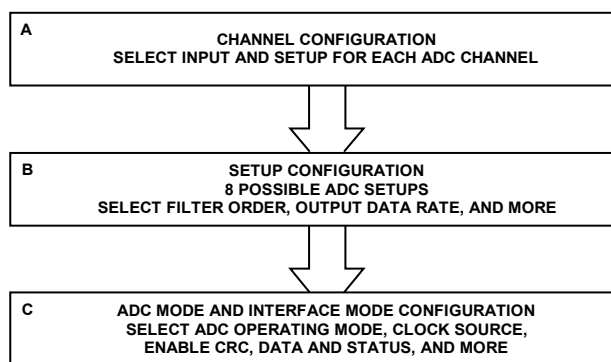 A
CHANNEL CONFIGURATION
SELECT INPUT AND SETUP FOR EACH ADC CHANNEL
B
SETUP CONFIGURATION
8 POSSIBLE ADC SETUPS
SELECT FILTER ORDER, OUTPUT DATA RATE, AND MORE
C
ADC MODE AND INTERFACE MODE CONFIGURATION
SELECT ADC OPERATING MODE, CLOCK SOURCE,
ENABLE CRC, DATA AND STATUS, AND MORE